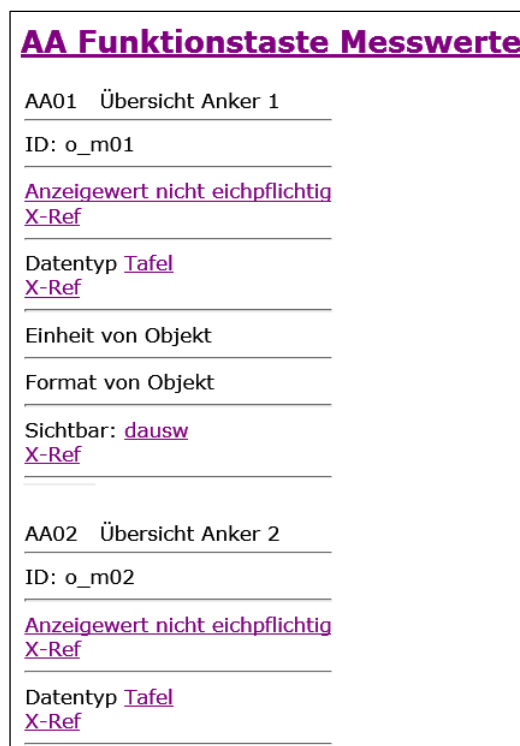 AA Funktionstaste Messwerte
AA01 Übersicht Anker 1
ID: o_m01
Anzeigewert nicht eichpflichtig
X-Ref
Datentyp Tafel
X-Ref
Einheit von Objekt
Format von Objekt
Sichtbar: dausw
X-Ref
AA02 Übersicht Anker 2
ID: o_m02
Anzeigewert nicht eichpflichtig
X-Ref
Datentyp Tafel
X-Ref